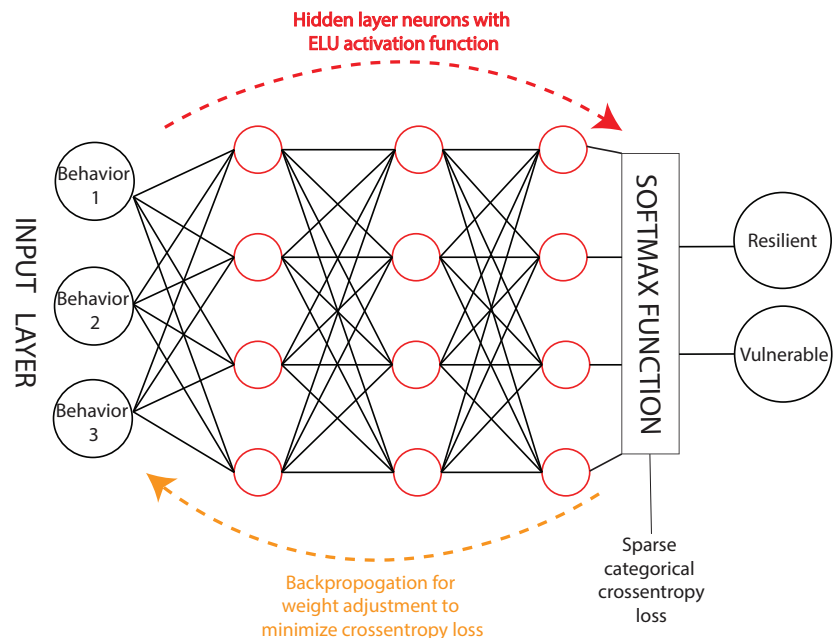 Hidden layer neurons with
ELU activation function
INPUT LAYER
Behavior
1
Behavior
2
Behavior
3
SOFTMAX FUNCTION
Resilient
Vulnerable
Backpropogation for
weight adjustment to
minimize crossentropy loss
Sparse
categorical
crossentropy
loss